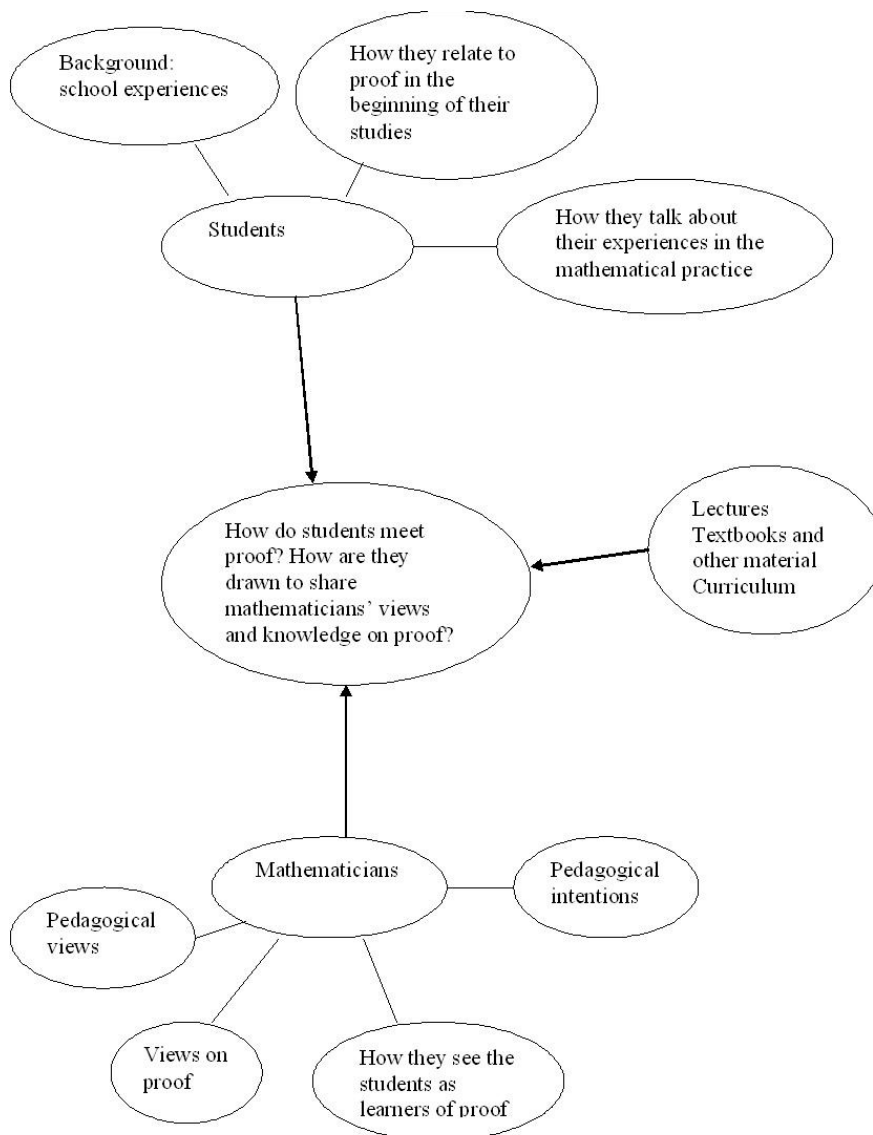 Background:
school experiences
How they relate to
proof in the
beginning of their
studies
Students
How they talk about
their experiences in the
mathematical practice
How do students meet
proof? How are they
drawn to share
mathematicians' views
and knowledge on proof?
Lectures
Textbooks and
other material
Curriculum
Mathematicians
Pedagogical
intentions
Pedagogical
views
Views on
proof
How they see the
students as
learners of proof